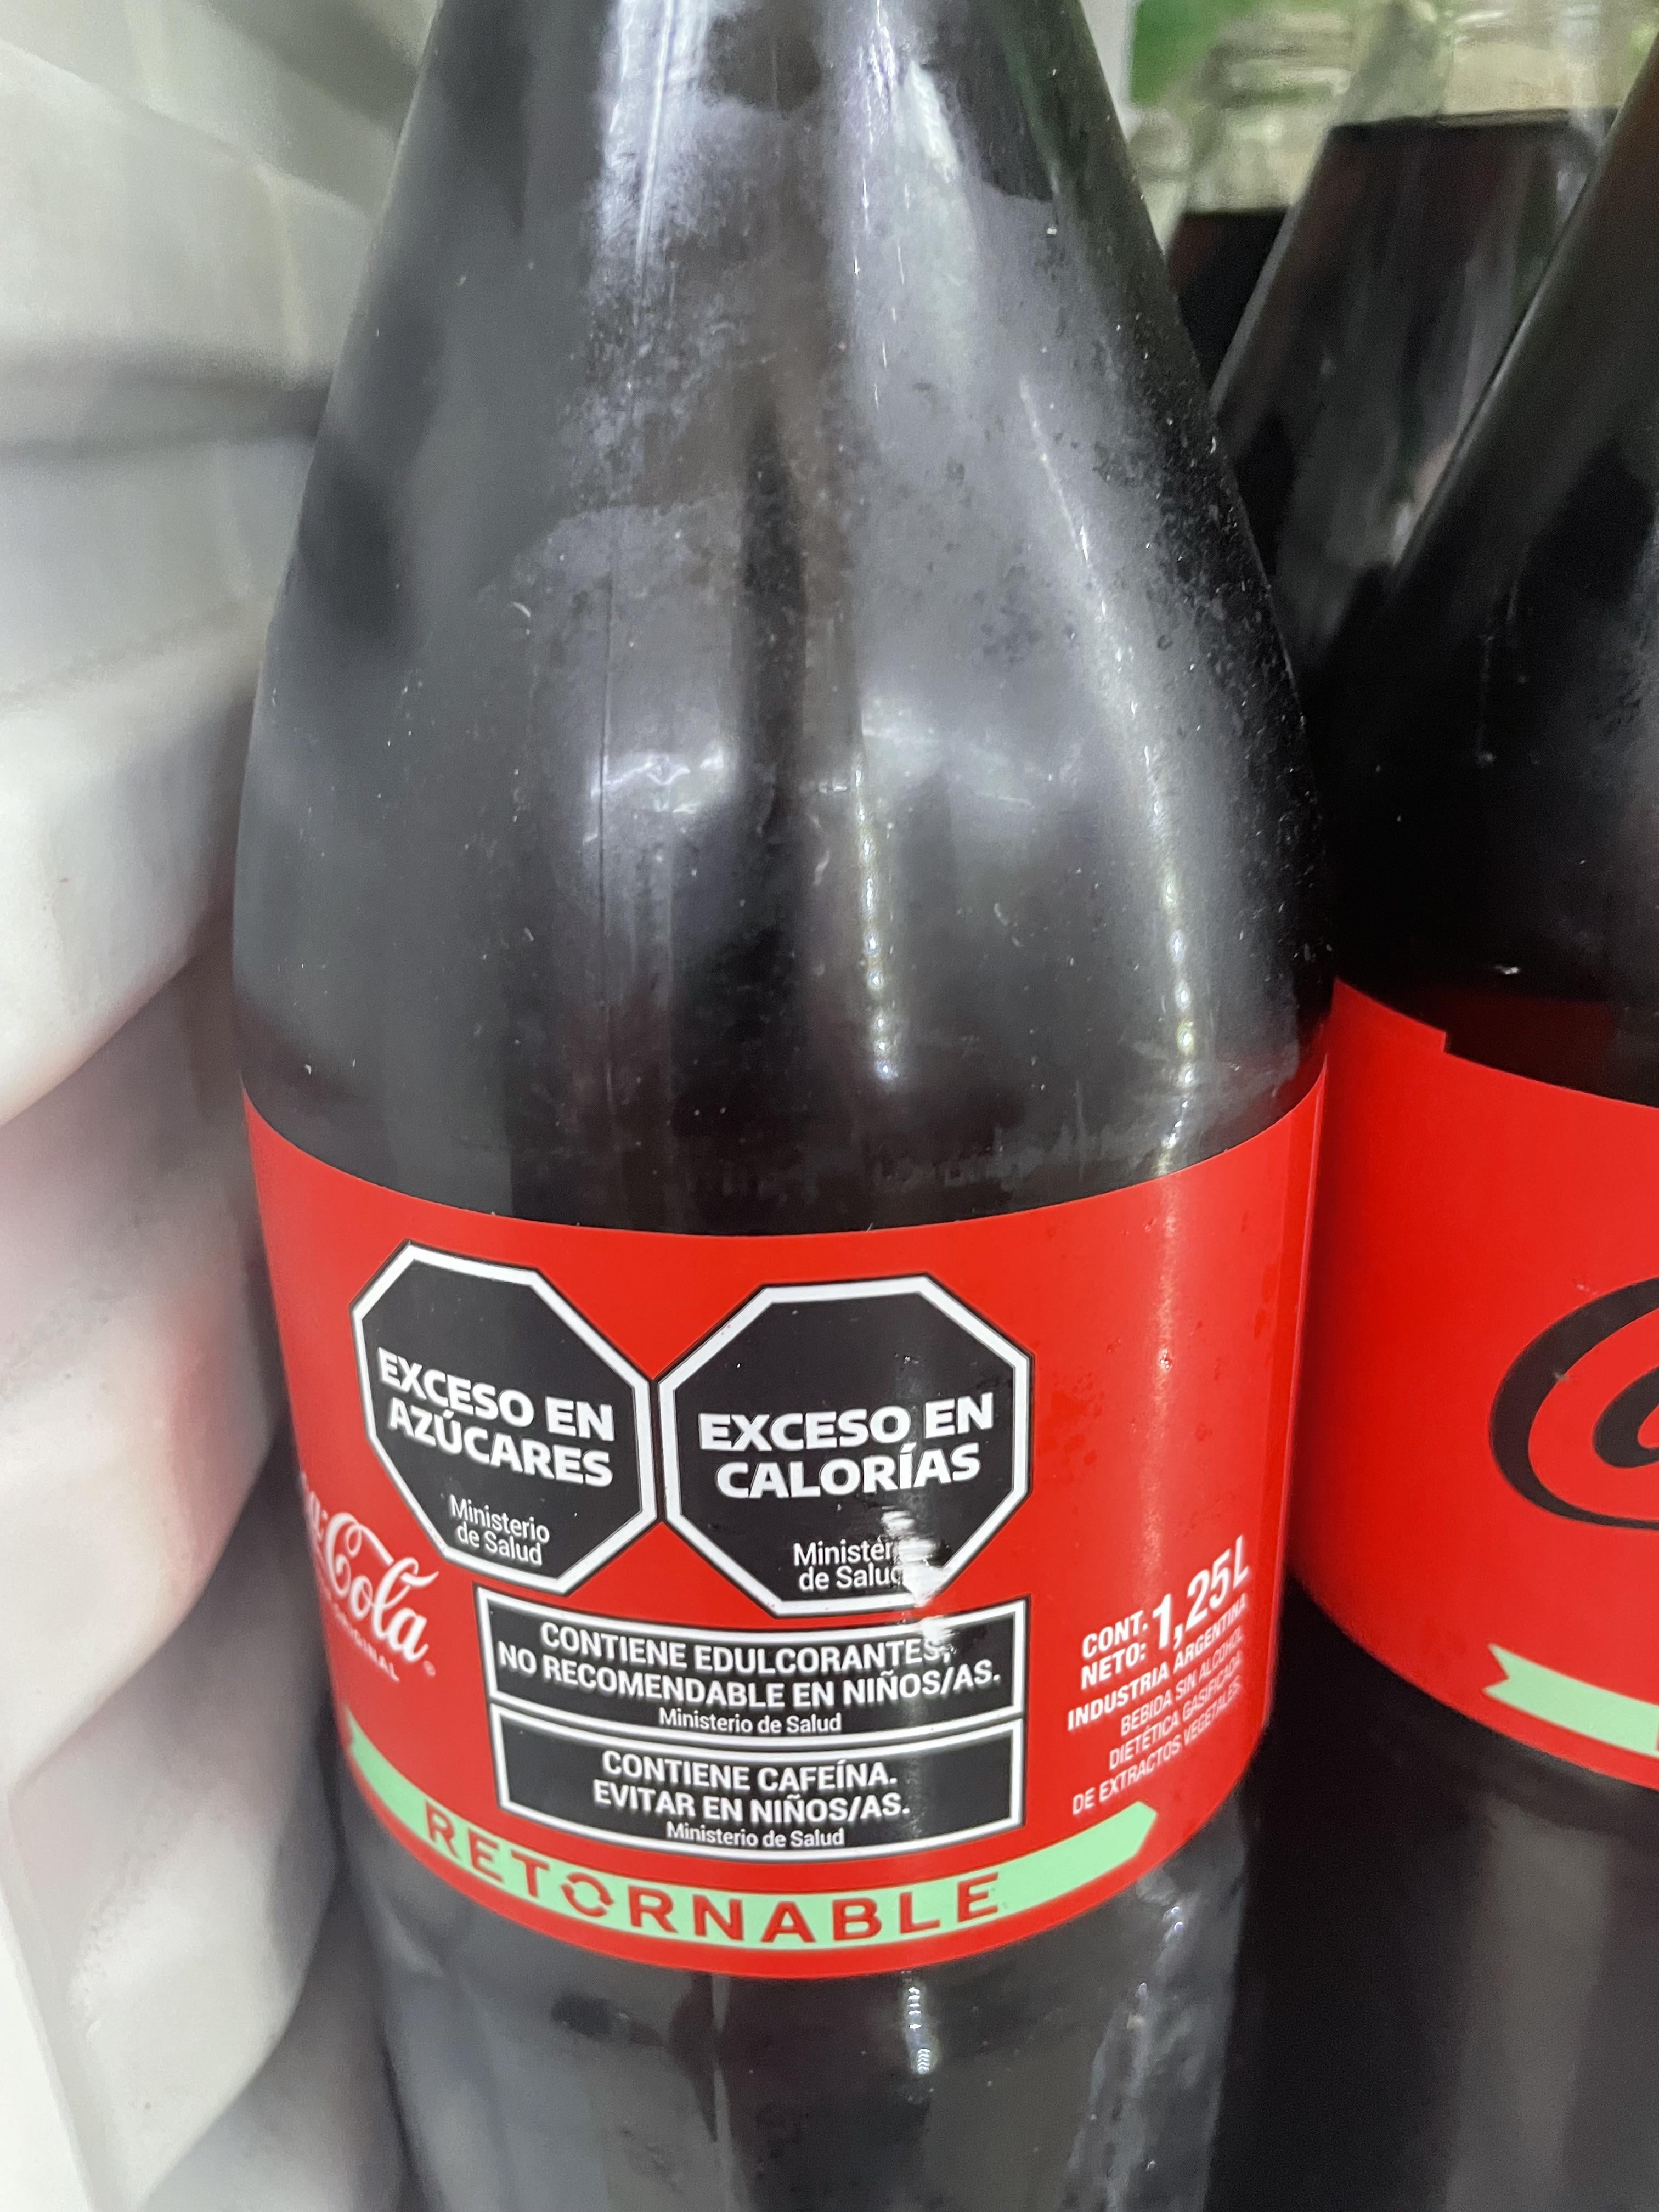 EXCESO EN
AZÚCARES
Ministerio
de Salud
EXCESO EN
CALORÍAS
de Salud
Cola
ORIGINAL
CONTIENE EDULCORANTES,
NO RECOMENDABLE EN NIÑOS/AS.
Ministerio de Salud
CONTIENE CAFEÍNA.
EVITAR EN NIÑOS/AS.
Ministerio de Salud
CONT.
NETO: 1,25L
INDUSTRIA ARGENTINA
BEBIDA SIN ALCOHOL
DIETÉTICA GASIFICADA
DE EXTRACTOS VEGETALES
RETORNABLE